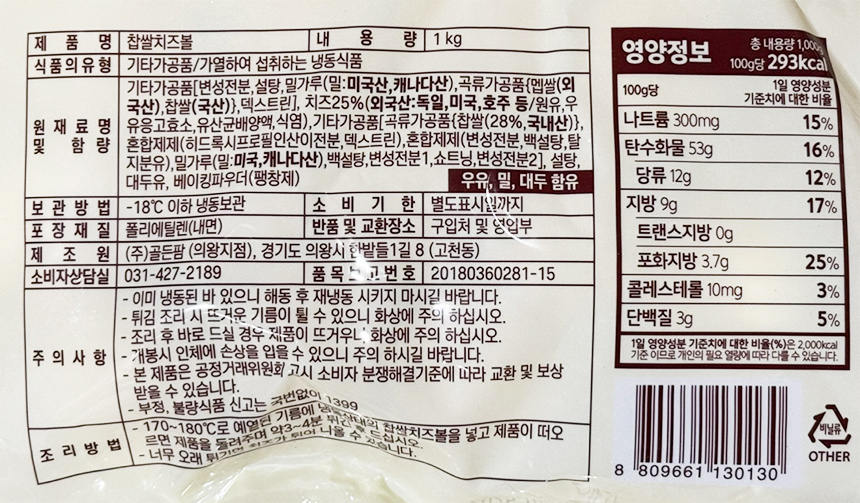 제품명 찹쌀치즈볼 내용량 1 kg
식품의유형 기타가공품/가열하여 섭취하는 냉동식품
원재료명 및 함량
기타가공품[변성전분,설탕,밀가루(밀:미국산,캐나다산),곡류가공품{멥쌀(외
국산),찹쌀(국산)},덱스트린], 치즈25%(외국산:독일,미국,호주 등/원유,우
유응고효소,유산균배양액,식염),기타가공품[곡류가공품{찹쌀(28%,국내산)},
혼합제제(히드록시프로필인산이전분,덱스트린),혼합제제(변성전분,백설탕,탈
지분유),밀가루(밀:미국,캐나다산),백설탕,변성전분1,쇼트닝,변성전분2], 설탕,
대두유, 베이킹파우더(팽창제)
우유, 밀, 대두 함유
보관방법 -18℃ 이하 냉동보관 소비기한 별도표시일까지
포장재질 폴리에틸렌(내면) 반품 및 교환장소 구입처 및 영업부
제조원 (주)골든팜 (의왕지점), 경기도 의왕시 한발들1길 8 (고천동)
소비자상담실 031-427-2189 품목보고번호 20180360281-15
주의사항
- 이미 냉동된 바 있으니 해동 후 재냉동 시키지 마시길 바랍니다.
- 튀김 조리 시 뜨거운 기름이 튈 수 있으니 화상에 주의 하십시오.
- 조리 후 바로 드실 경우 제품이 뜨거우니 화상에 주의 하십시오.
- 개봉시 인체에 손상을 입을 수 있으니 주의 하시길 바랍니다.
- 본 제품은 공정거래위원회 고시 소비자 분쟁해결기준에 따라 교환 및 보상
받을 수 있습니다.
- 부정, 불량식품 신고는 국번없이 1399
조리방법
- 170~180℃로 예열된 기름에 냉동상태의 찹쌀치즈볼을 넣고 제품이 떠오
르면 제품을 돌려주며 약3~4분 튀긴 후 드십시오.
- 너무 오래 튀기면 치즈가 튀어 나올 수 있습니다.
영양정보 총 내용량 1,000g
100g당 293kcal
100g당 1일 영양성분
기준치에 대한 비율
나트륨 300mg 15%
탄수화물 53g 16%
당류 12g 12%
지방 9g 17%
트랜스지방 0g
포화지방 3.7g 25%
콜레스테롤 10mg 3%
단백질 3g 5%
1일 영양성분 기준치에 대한 비율(%)은 2,000kcal
기준 이므로 개인의 필요 열량에 따라 다를 수 있습니다.
8 809661 130130
비닐류
OTHER